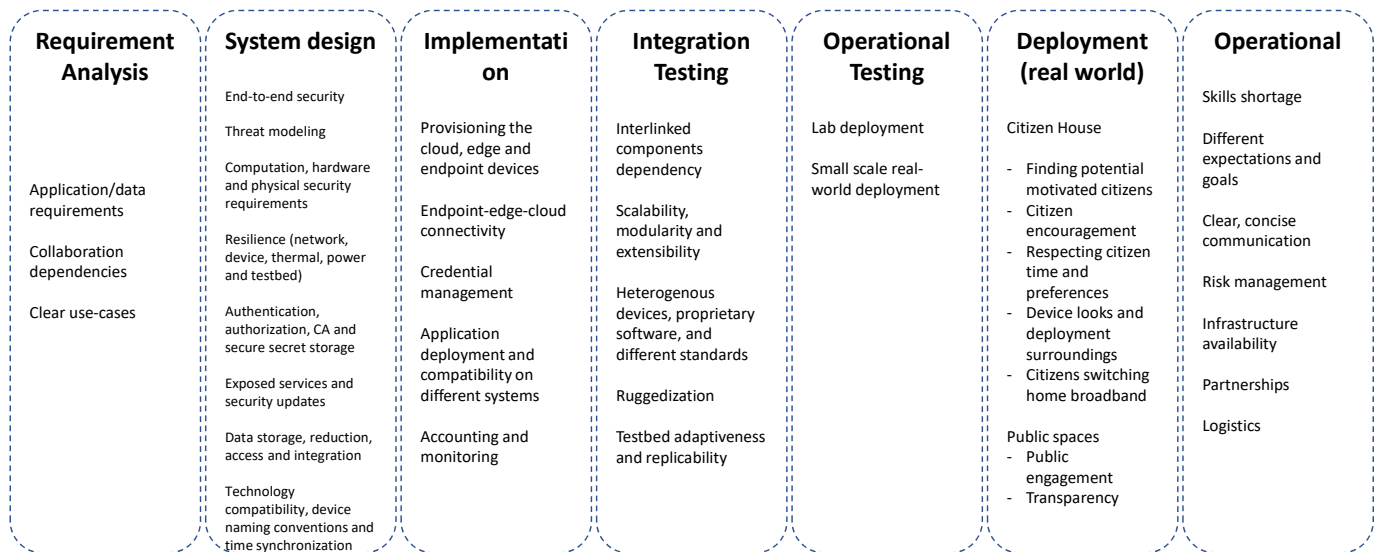 Requirement
Analysis
Application/data
requirements
Collaboration
dependencies
Clear use-cases
System design
End-to-end security
Threat modeling
Computation, hardware
and physical security
requirements
Resilience (network,
device, thermal, power
and testbed)
Authentication,
authorization, CA and
secure secret storage
Exposed services and
security updates
Data storage, reduction,
access and integration
Technology
compatibility, device
naming conventions and
time synchronization
Implementati
on
Provisioning the
cloud, edge and
endpoint devices
Endpoint-edge-cloud
connectivity
Credential
management
Application
deployment and
compatibility on
different systems
Accounting and
monitoring
Integration
Testing
Interlinked
components
dependency
Scalability,
modularity and
extensibility
Heterogenous
devices, proprietary
software, and
different standards
Ruggedization
Testbed adaptiveness
and replicability
Operational
Testing
Lab deployment
Small scale real-
world deployment
Deployment
(real world)
Citizen House
- Finding potential
motivated citizens
- Citizen
encouragement
- Respecting citizen
time and
preferences
- Device looks and
deployment
surroundings
- Citizens switching
home broadband
Public spaces
- Public
engagement
- Transparency
Operational
Skills shortage
Different
expectations and
goals
Clear, concise
communication
Risk management
Infrastructure
availability
Partnerships
Logistics